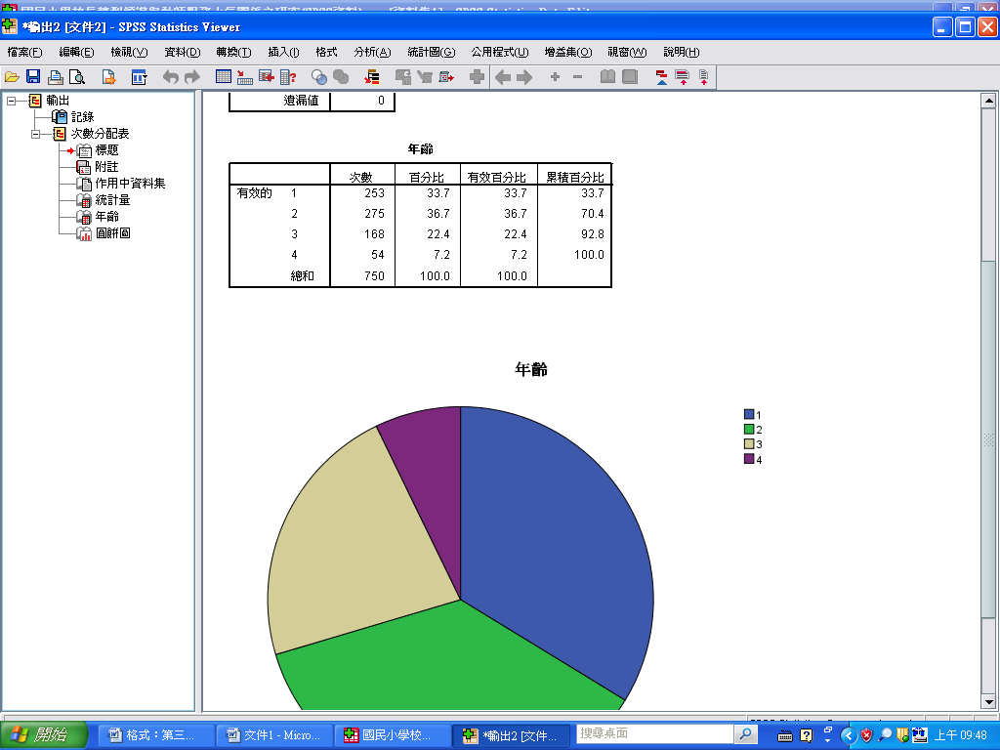 *輸出2 [文件2] - SPSS Statistics Viewer
檔案(F) 編輯(E) 檢視(V) 資料(D) 轉換(T) 插入(I) 格式 分析(A) 統計圖(G) 公用程式(U) 增益集(O) 視窗(W) 說明(H)
輸出
記錄
次數分配表
標題
附註
作用中資料集
統計量
年齡
圓餅圖
遺漏值 0
年齡
次數 百分比 有效百分比 累積百分比
有效的 1 253 33.7 33.7 33.7
2 275 36.7 36.7 70.4
3 168 22.4 22.4 92.8
4 54 7.2 7.2 100.0
總和 750 100.0 100.0
年齡
1
2
3
4
開始 格式：第三... 文件1 - Micro... 國民小學校... *輸出2 [文件... 搜尋桌面 上午 09:48